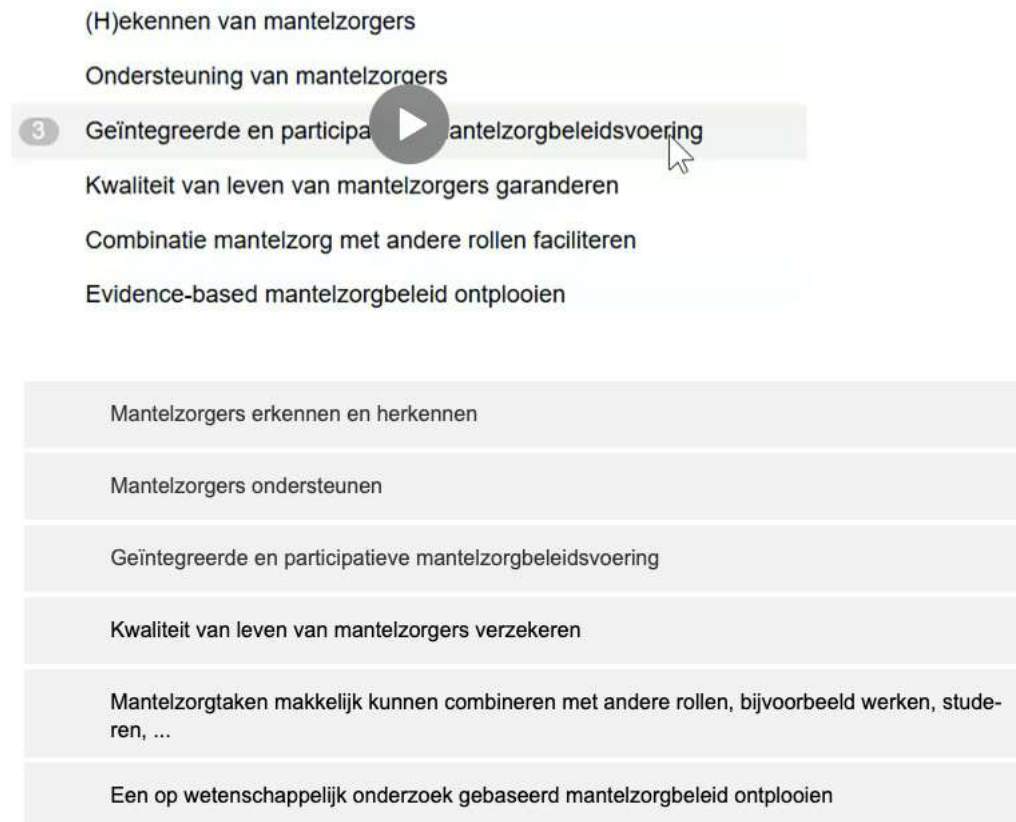 (H)ekennen van mantelzorgers
Ondersteuning van mantelzorgers
3 Geïntegreerde en participa antelzorgbeleidsvoering
Kwaliteit van leven van mantelzorgers garanderen
Combinatie mantelzorg met andere rollen faciliteren
Evidence-based mantelzorgbeleid ontplooien
Mantelzorgers erkennen en herkennen
Mantelzorgers ondersteunen
Geïntegreerde en participatieve mantelzorgbeleidsvoering
Kwaliteit van leven van mantelzorgers verzekeren
Mantelzorgtaken makkelijk kunnen combineren met andere rollen, bijvoorbeeld werken, stude-
ren, ...
Een op wetenschappelijk onderzoek gebaseerd mantelzorgbeleid ontplooien